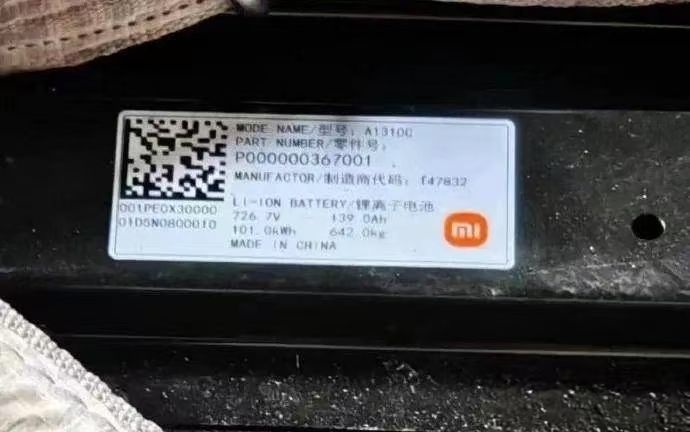 MODE NAME/型号: A1310C
PART NUMBER/零件号:
P000000367001
MANUFACTOR/制造商代码: f47832
001PE0X30000
01D5N0800010
LI-ION BATTERY/锂离子电池
726.7V 139.0Ah
101.0kWh 642.0kg
MADE IN CHINA
mi